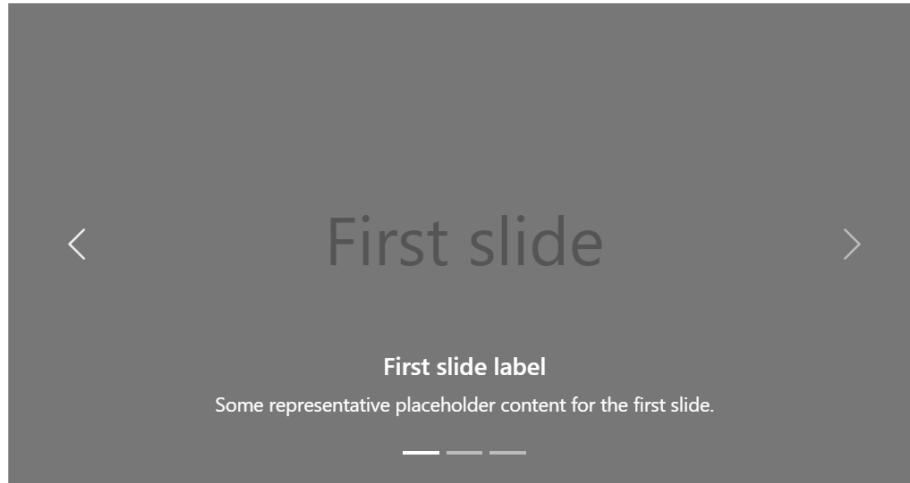 First slide
First slide label
Some representative placeholder content for the first slide.